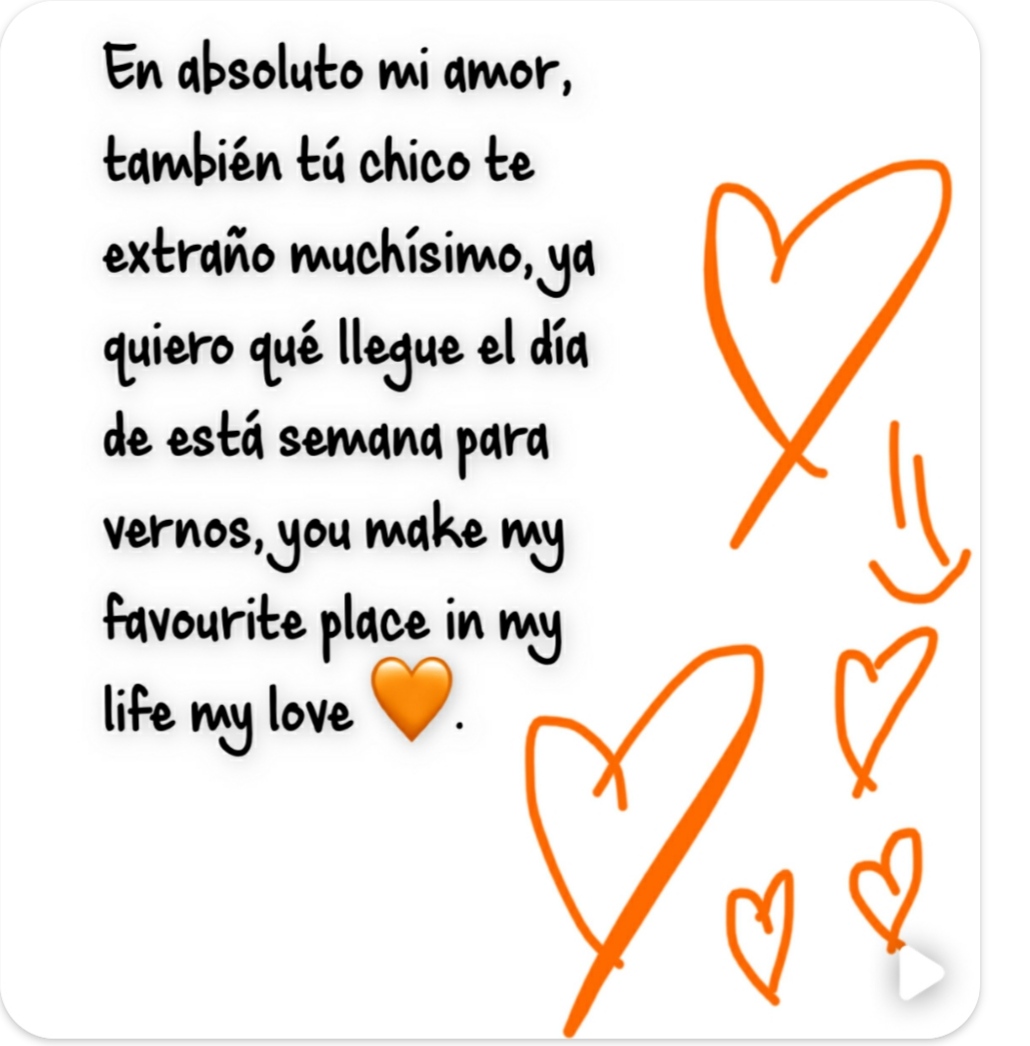 En absoluto mi amor,
también tú chico te
extraño muchísimo, ya
quiero qué llegue el día
de está semana para
vernos, you make my
favourite place in my
life my love 🧡.